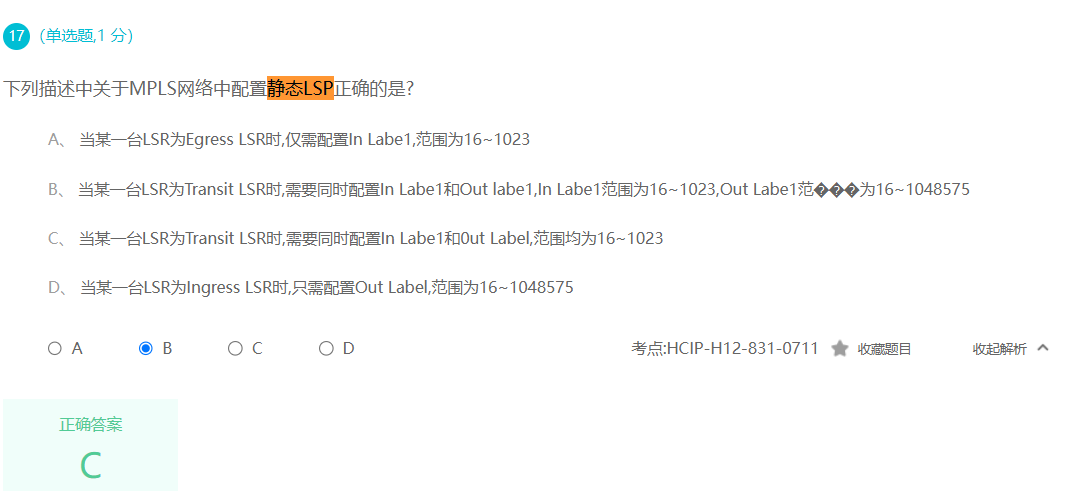 17 (单选题,1 分)
下列描述中关于MPLS网络中配置静态LSP正确的是?
A、 当某一台LSR为Egress LSR时,仅需配置In Labe1,范围为16~1023
B、 当某一台LSR为Transit LSR时,需要同时配置In Labe1和Out labe1,In Labe1范围为16~1023,Out Labe1范���为16~1048575
C、 当某一台LSR为Transit LSR时,需要同时配置In Labe1和0ut Label,范围均为16~1023
D、 当某一台LSR为Ingress LSR时,只需配置Out Label,范围为16~1048575
A B C D 考点:HCIP-H12-831-0711 收藏题目 收起解析
正确答案
C